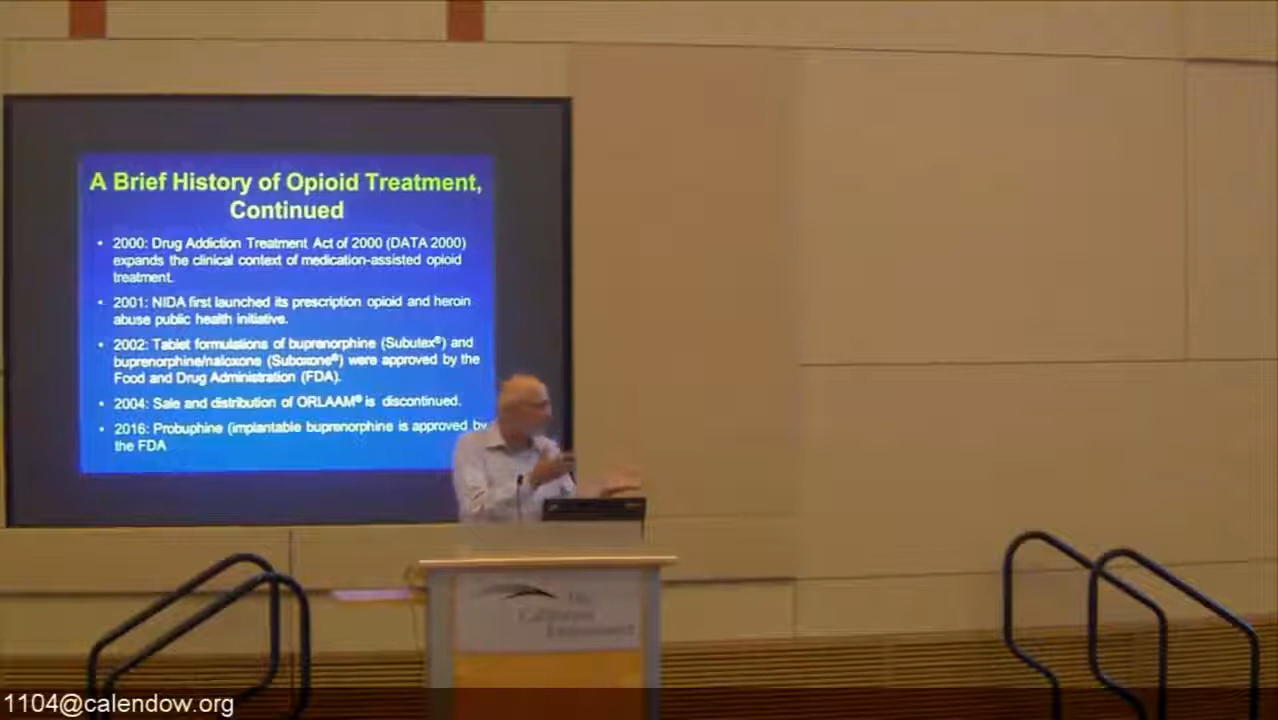 A Brief History of Opioid Treatment,
Continued
• 2000: Drug Addiction Treatment Act of 2000 (DATA 2000)
expands the clinical context of medication-assisted opioid
treatment.
• 2001: NIDA first launched its prescription opioid and heroin
abuse public health initiative.
• 2002: Tablet formulations of buprenorphine (Subutex®) and
buprenorphine/naloxone (Suboxone®) were approved by the
Food and Drug Administration (FDA).
• 2004: Sale and distribution of ORLAAM® is discontinued.
• 2016: Probuphine (implantable buprenorphine is approved by
the FDA
The
California
Endowment
1104@calendow.org